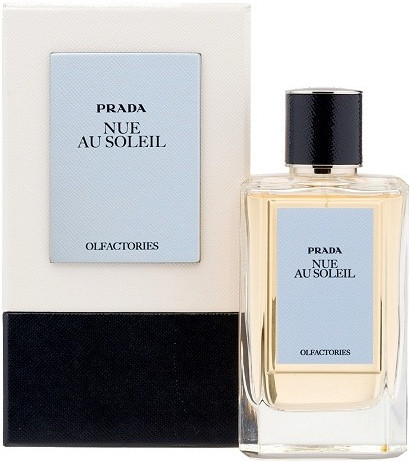 PRADA
NUE
AU SOLEIL
OLFACTORIES
PRADA
NUE
AU SOLEIL
OLFACTORIES